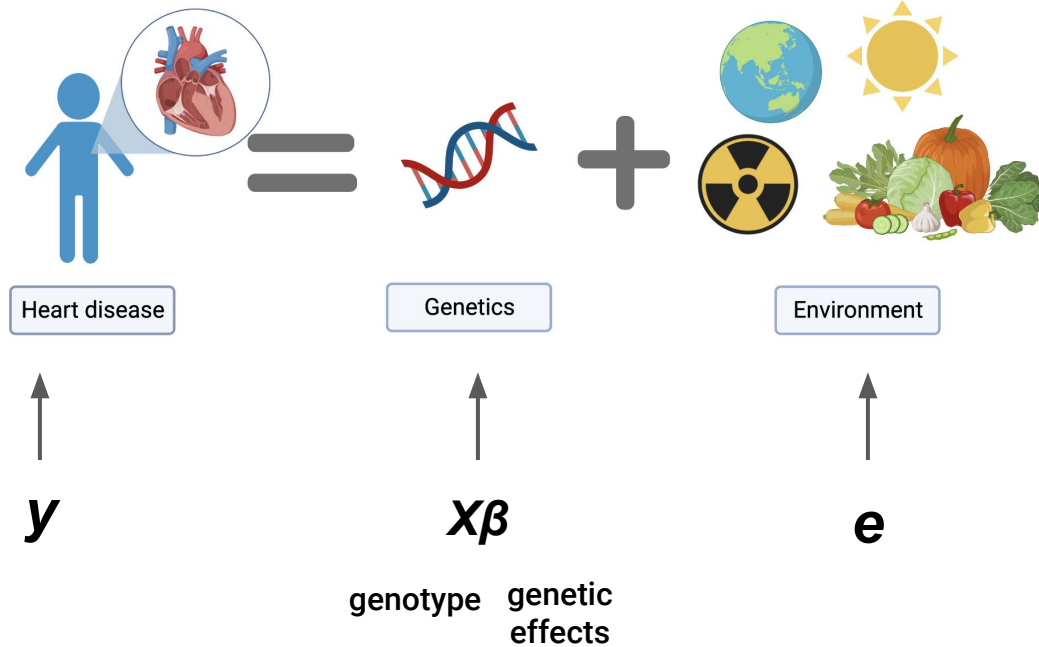 Heart disease
Genetics
Environment
y
Xβ
e
genotype genetic
effects